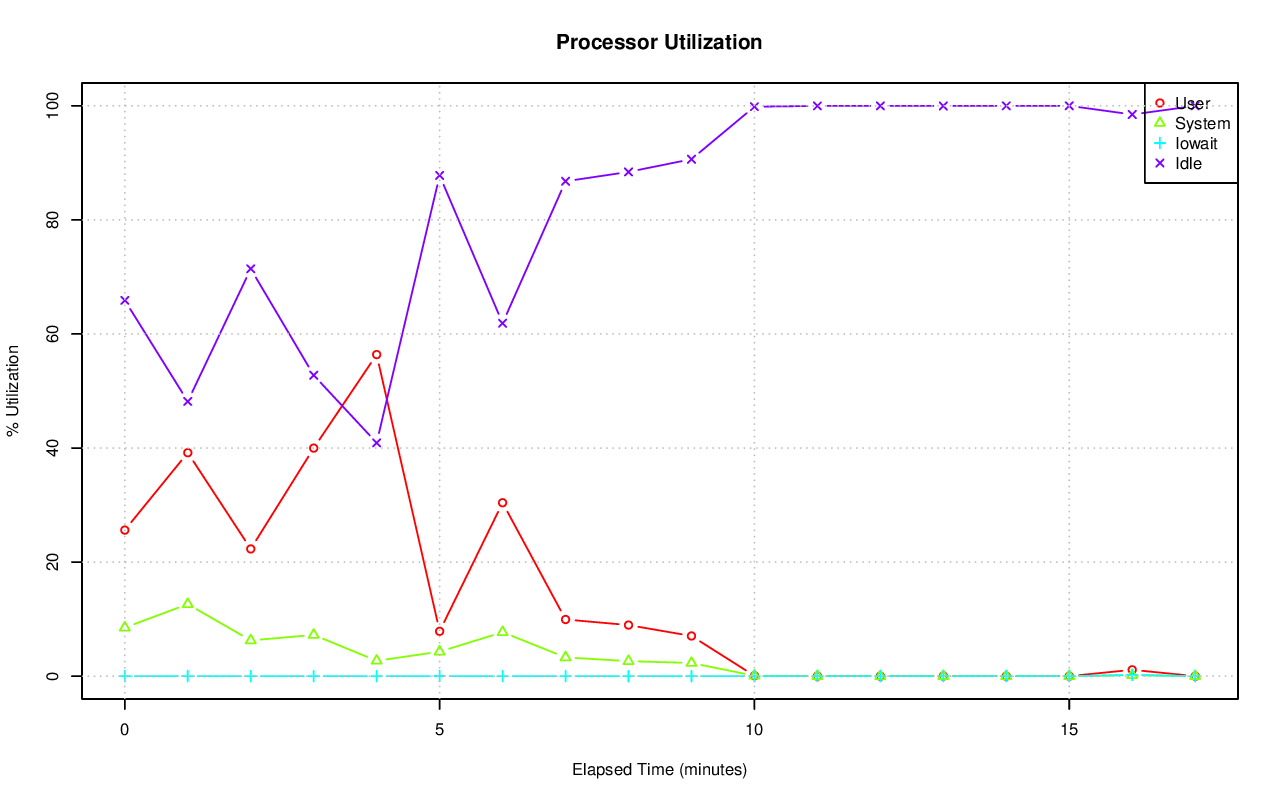 Processor Utilization
100
80
60
40
20
0
% Utilization
User
System
Iowait
Idle
0 5 10 15
Elapsed Time (minutes)